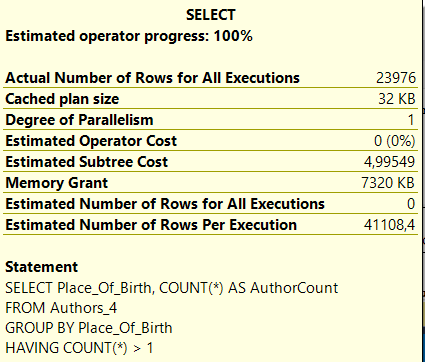 SELECT
Estimated operator progress: 100%
Actual Number of Rows for All Executions 23976
Cached plan size 32 KB
Degree of Parallelism 1
Estimated Operator Cost 0 (0%)
Estimated Subtree Cost 4,99549
Memory Grant 7320 KB
Estimated Number of Rows for All Executions 0
Estimated Number of Rows Per Execution 41108,4
Statement
SELECT Place_Of_Birth, COUNT(*) AS AuthorCount
FROM Authors_4
GROUP BY Place_Of_Birth
HAVING COUNT(*) > 1